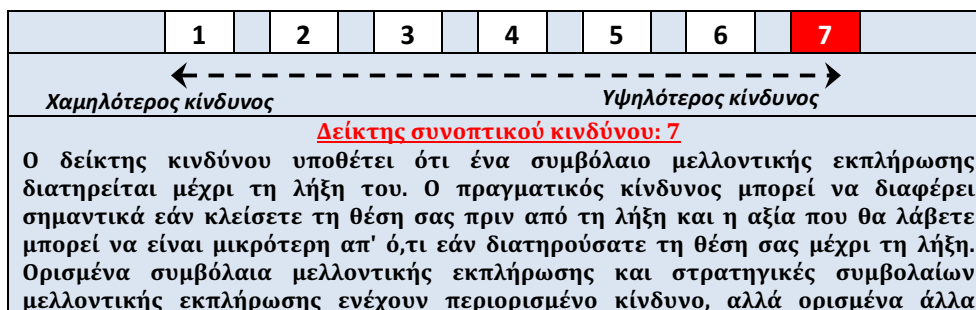 1 2 3 4 5 6 7
Χαμηλότερος κίνδυνος Υψηλότερος κίνδυνος
Δείκτης συνοπτικού κινδύνου: 7
Ο δείκτης κινδύνου υποθέτει ότι ένα συμβόλαιο μελλοντικής εκπλήρωσης
διατηρείται μέχρι τη λήξη του. Ο πραγματικός κίνδυνος μπορεί να διαφέρει
σημαντικά εάν κλείσετε τη θέση σας πριν από τη λήξη και η αξία που θα λάβετε
μπορεί να είναι μικρότερη απ' ό,τι εάν διατηρούσατε τη θέση σας μέχρι τη λήξη.
Ορισμένα συμβόλαια μελλοντικής εκπλήρωσης και στρατηγικές συμβολαίων
μελλοντικής εκπλήρωσης ενέχουν περιορισμένο κίνδυνο, αλλά ορισμένα άλλα